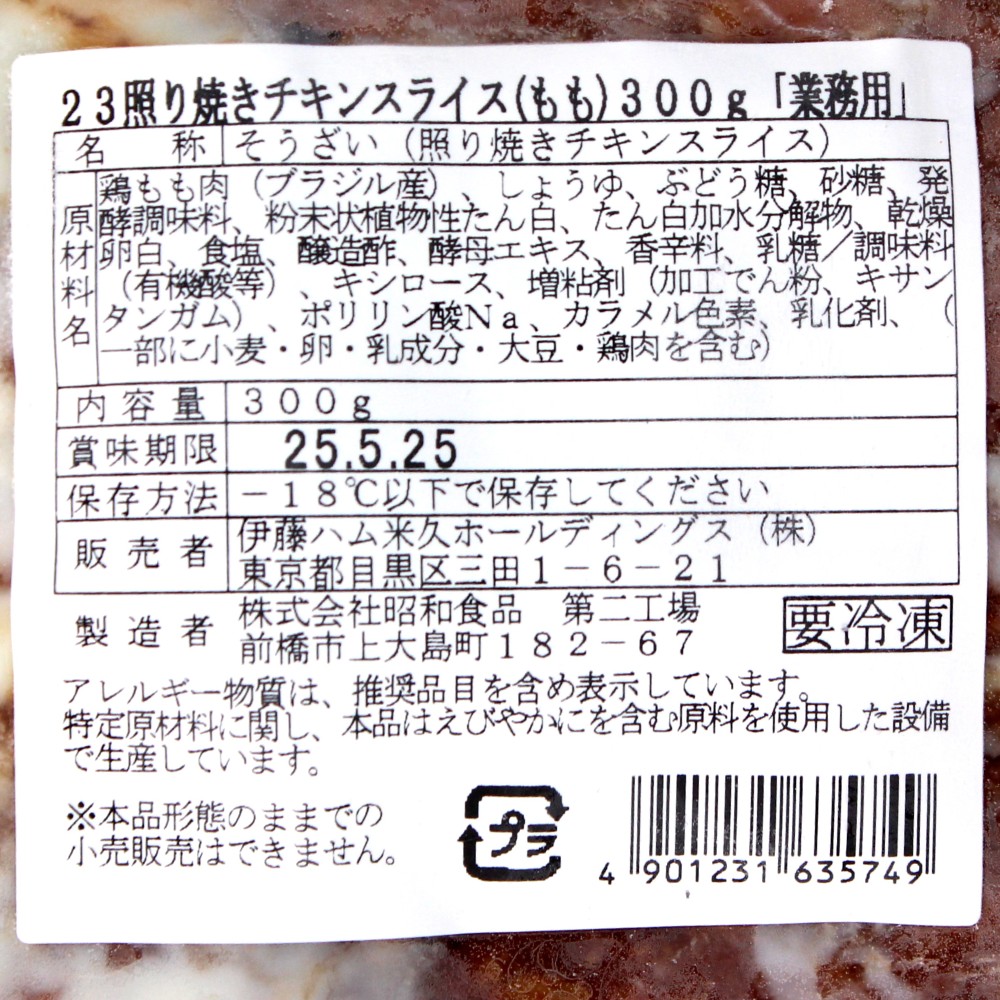 23照り焼きチキンスライス(もも)300g「業務用」
名称 そうざい(照り焼きチキンスライス)
原材料名 鶏もも肉(ブラジル産)、しょうゆ、ぶどう糖、砂糖、発
酵調味料、粉末状植物性たん白、たん白加水分解物、乾燥
卵白、食塩、醸造酢、酵母エキス、香辛料、乳糖/調味料
(有機酸等)、キシロース、増粘剤(加工でん粉、キサン
タンガム)、ポリリン酸Na、カラメル色素、乳化剤、(
一部に小麦・卵・乳成分・大豆・鶏肉を含む)
内容量 300g
賞味期限 25.5.25
保存方法 -18℃以下で保存してください
販売者 伊藤ハム米久ホールディングス(株)
東京都目黒区三田1-6-21
製造者 株式会社昭和食品 第二工場
前橋市上大島町182-67
要冷凍
アレルギー物質は、推奨品目を含め表示しています。
特定原材料に関し、本品はえびやかにを含む原料を使用した設備
で生産しています。
※本品形態のままでの
小売販売はできません。
プラ
4 901231 635749